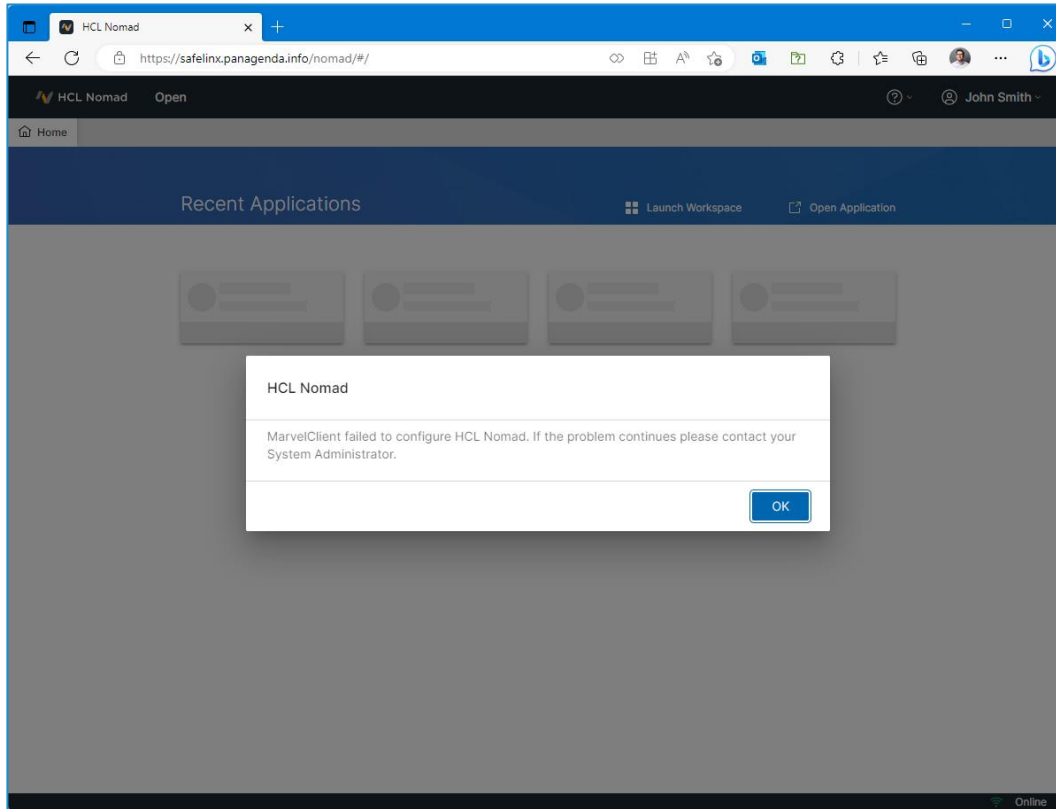 HCL Nomad
https://safelinx.panagenda.info/nomad/#/
HCL Nomad Open John Smith
Home
Recent Applications Launch Workspace Open Application
HCL Nomad
MarvelClient failed to configure HCL Nomad. If the problem continues please contact your
System Administrator.
OK
Online